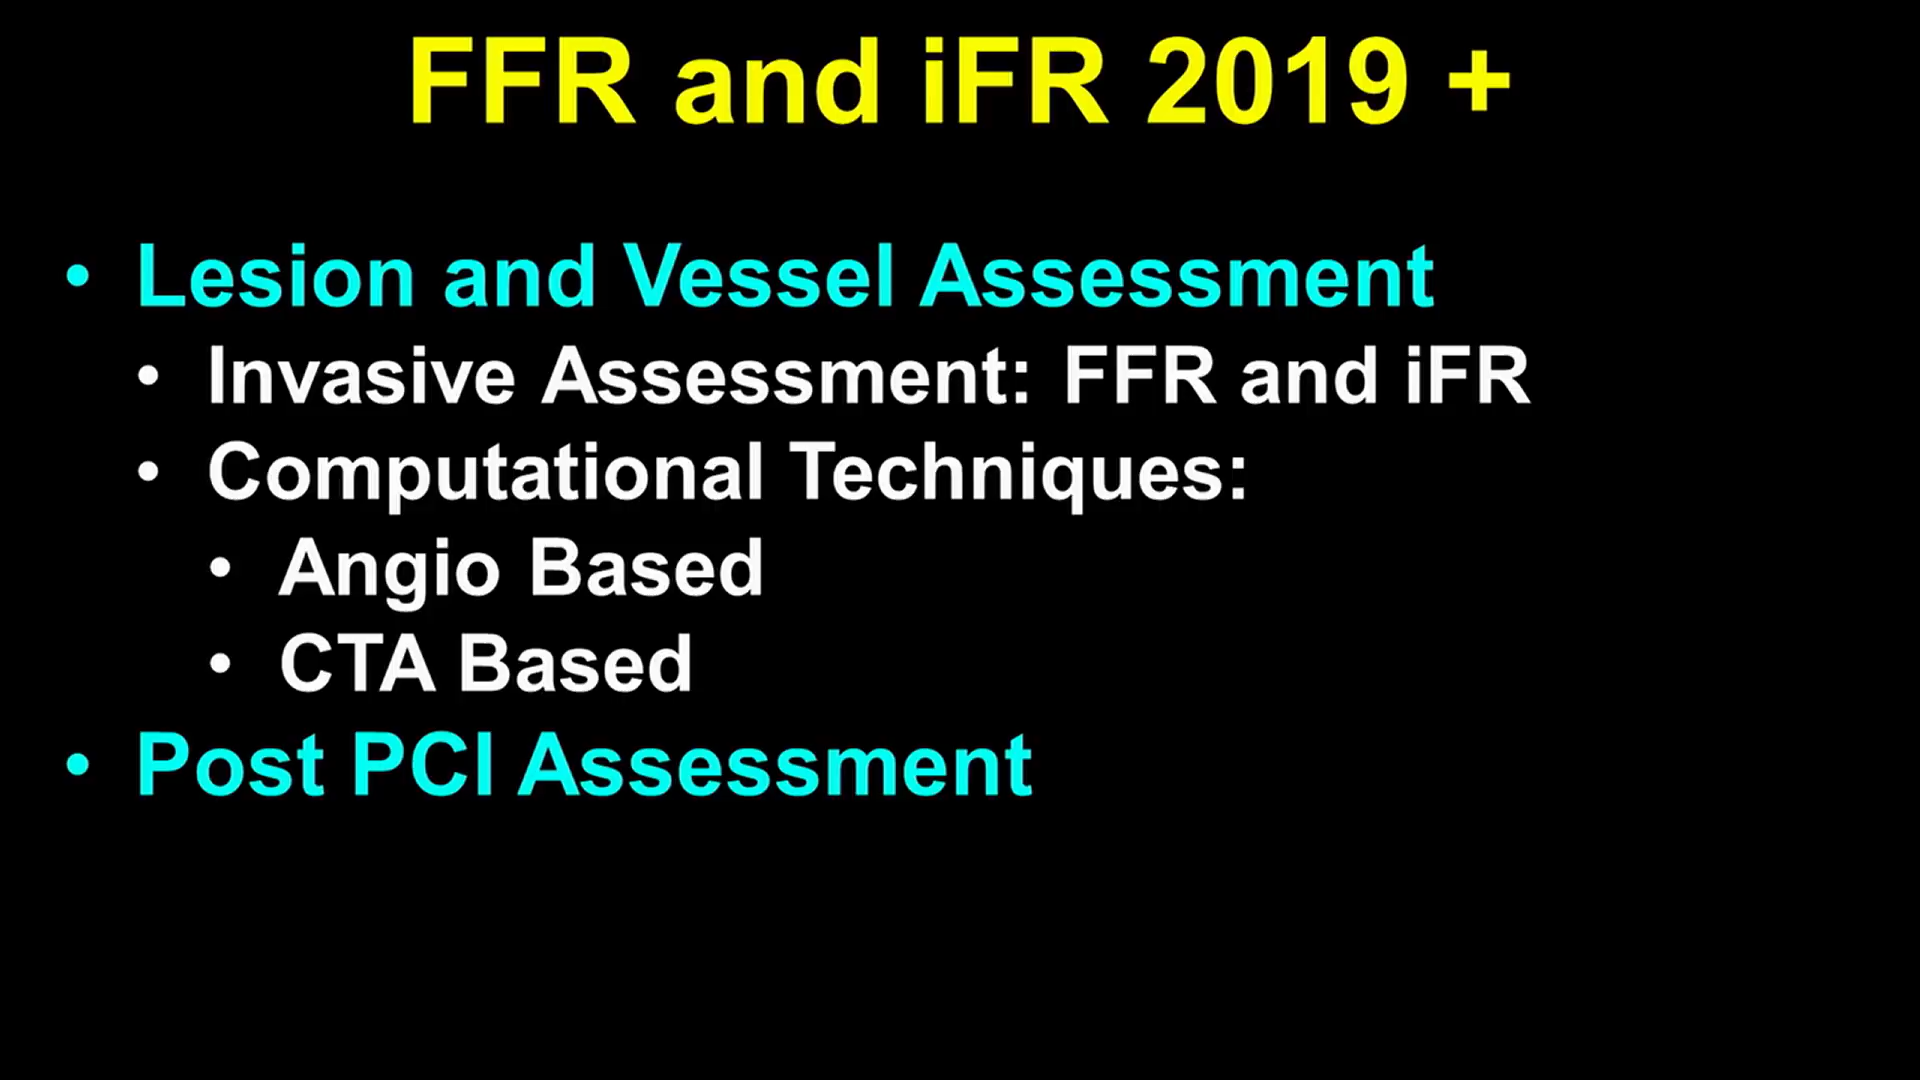 FFR and iFR 2019 +
• Lesion and Vessel Assessment
• Invasive Assessment: FFR and iFR
• Computational Techniques:
• Angio Based
• CTA Based
• Post PCI Assessment